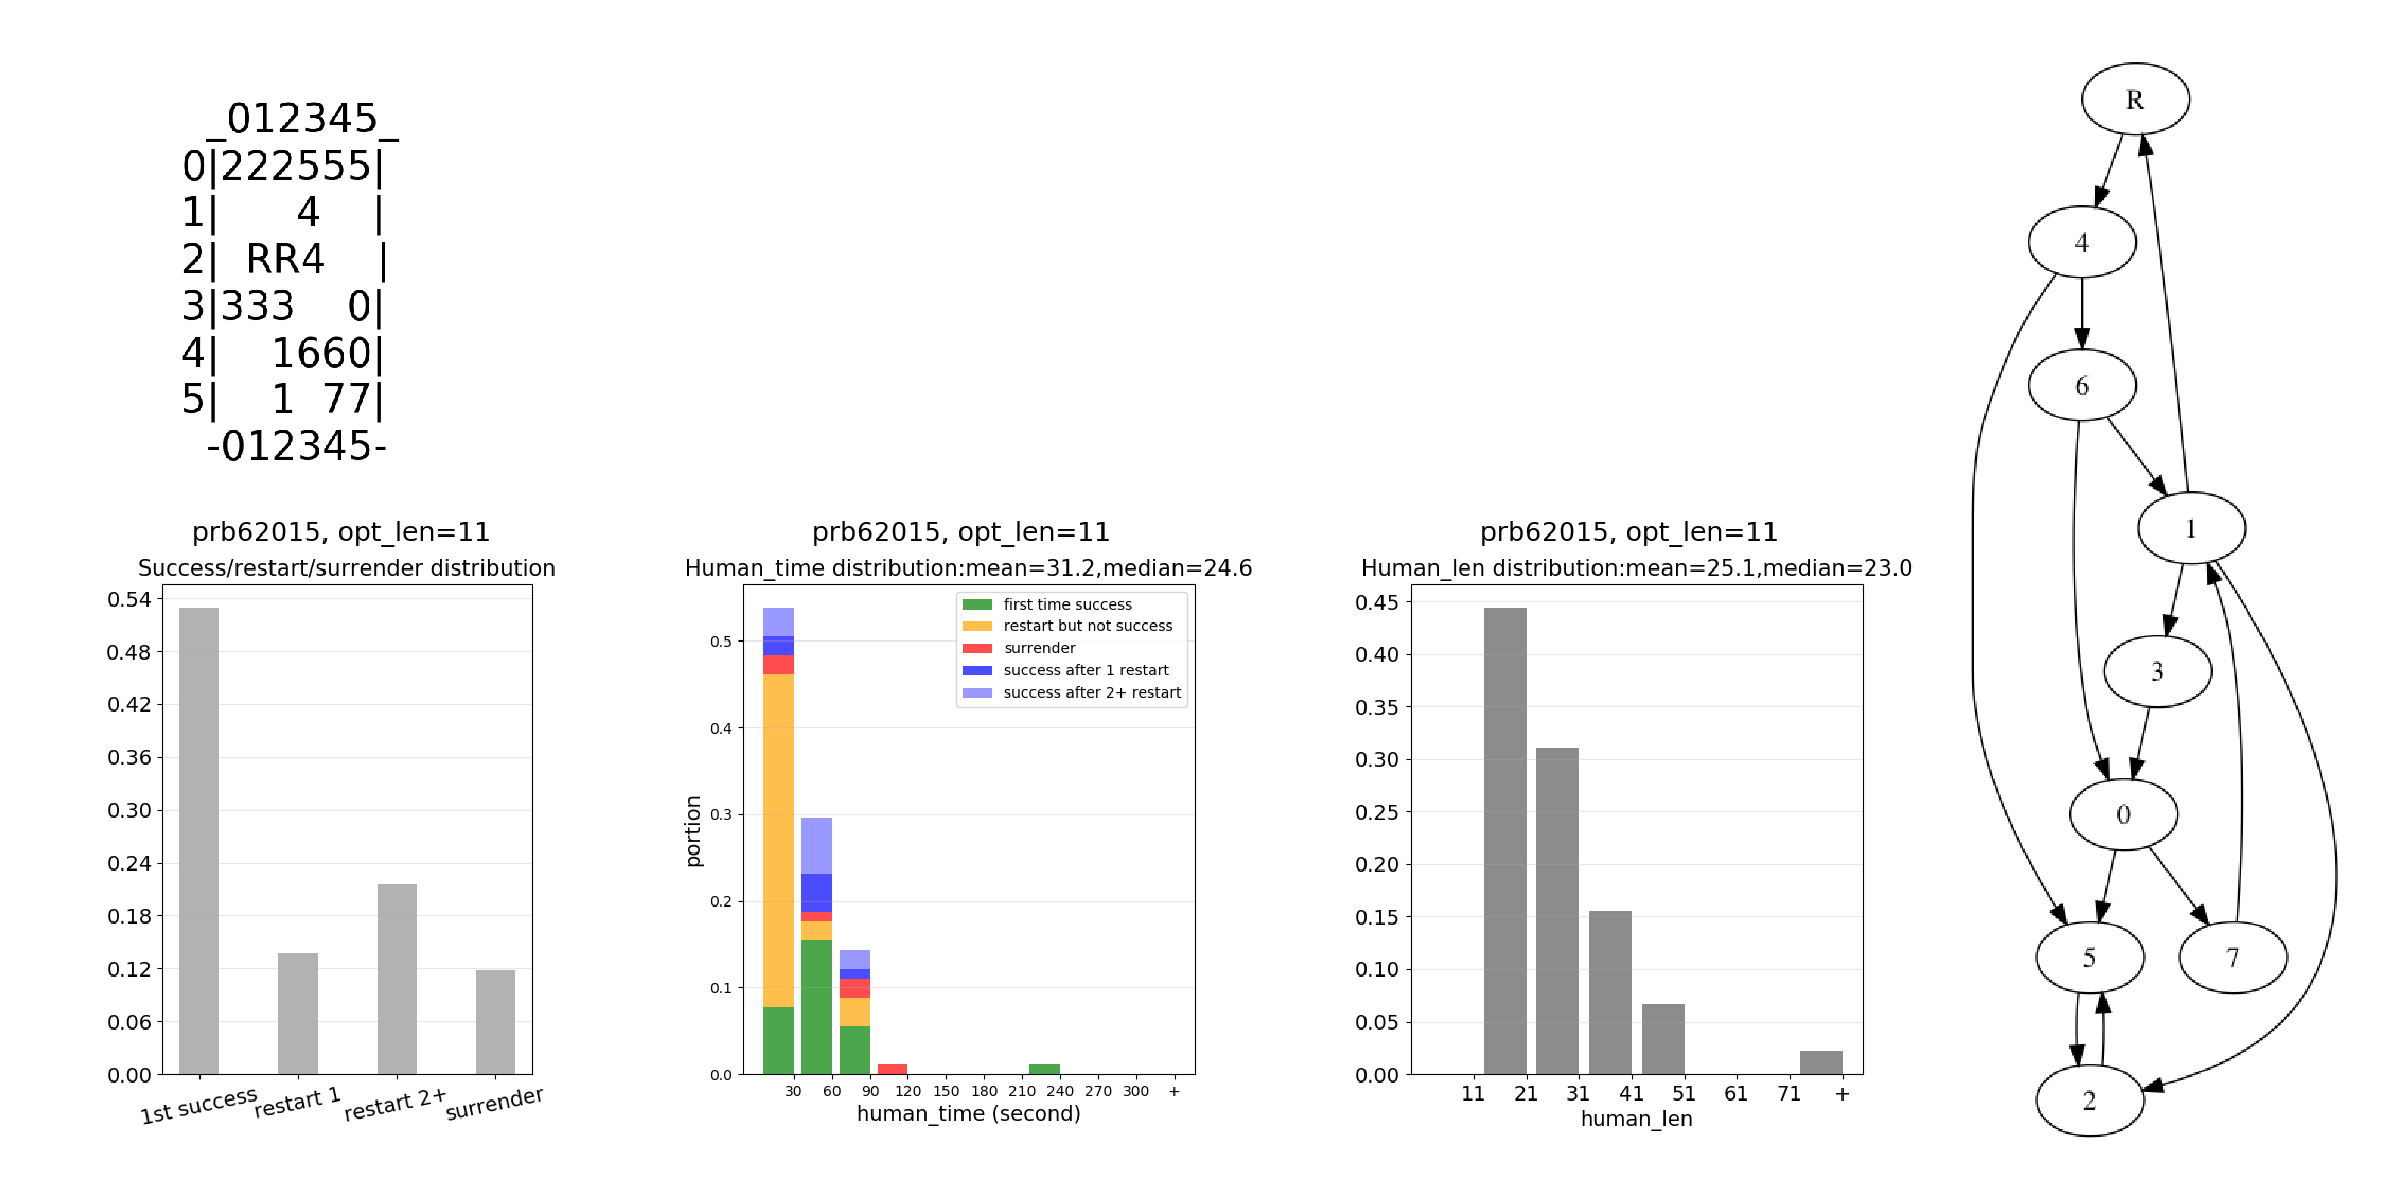 _012345_
0|222555|
1|      4    |
2|  RR4    |
3|333    0|
4|    1660|
5|    1  77|
-012345-
prb62015, opt_len=11
Success/restart/surrender distribution
0.54
0.48
0.42
0.36
0.30
0.24
0.18
0.12
0.06
0.00
1st success restart 1 restart 2+ surrender
prb62015, opt_len=11
Human_time distribution:mean=31.2,median=24.6
first time success
restart but not success
surrender
success after 1 restart
success after 2+ restart
portion
0.5
0.4
0.3
0.2
0.1
0.0
30 60 90 120 150 180 210 240 270 300 +
human_time (second)
prb62015, opt_len=11
Human_len distribution:mean=25.1,median=23.0
0.45
0.40
0.35
0.30
0.25
0.20
0.15
0.10
0.05
0.00
11 21 31 41 51 61 71 +
human_len
R
4
6
1
3
0
5 7
2